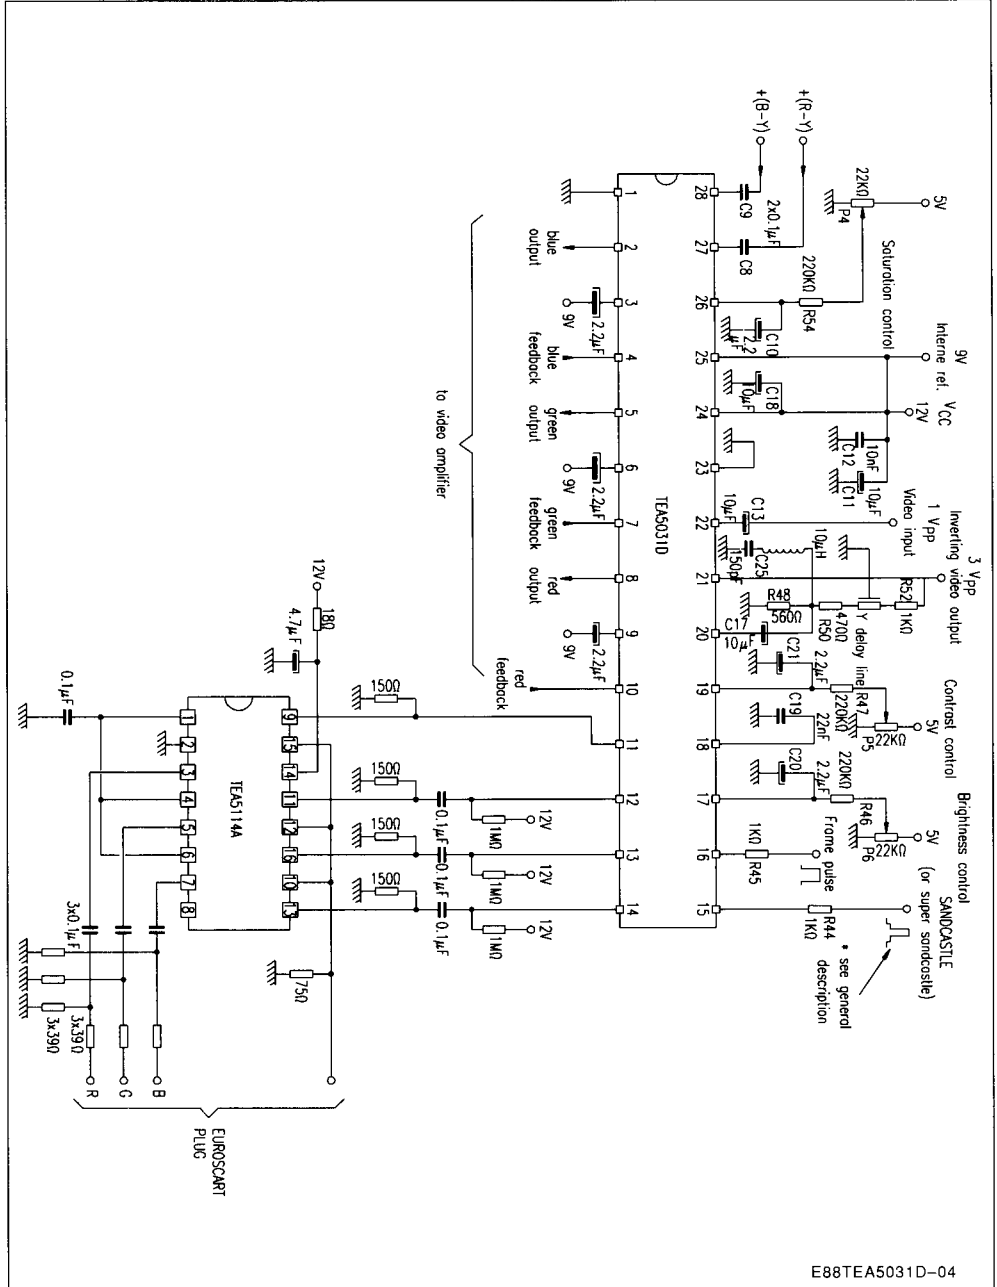 +(B-Y)
+(R-Y)
C9
2x0.1µF
C8
22KΩ
P4
5V
Saturation control
220KΩ
R54
C10
2.2
µF
9V
Interne ref.
VCC
12V
C18
10µF
C12
10nF
C11
10µF
Video input
1 Vpp
C13
10µF
Inverting video output
3 Vpp
C25
150pF
10µH
R48
560Ω
R50
470Ω
Y delay line
R52
1KΩ
C17
10µF
C21
2.2µF
R47
220KΩ
P5
22KΩ
5V
Contrast control
C19
22nF
C20
2.2µF
R46
220KΩ
P6
22KΩ
5V
Brightness control
Frame pulse
1KΩ
R45
SANDCASTLE
(or super sandcastle)
R44
1KΩ
* see general
description
28
27
26
25
24
23
22
21
20
19
18
17
16
15
TEA5031D
1
2
3
4
5
6
7
8
9
10
11
12
13
14
blue
output
9V
2.2µF
blue
feedback
green
output
9V
2.2µF
green
feedback
red
output
9V
2.2µF
red
feedback
to video amplifier
12V
18Ω
4.7µF
0.1µF
150Ω
150Ω
150Ω
150Ω
0.1µF
0.1µF
0.1µF
1MΩ
1MΩ
1MΩ
12V
12V
12V
9
15
14
11
12
16
10
13
TEA5114A
1
2
3
4
5
6
7
8
75Ω
3x0.1µF
3x39Ω
3x39Ω
R
G
B
EUROSCART
PLUG
E88TEA5031D-04